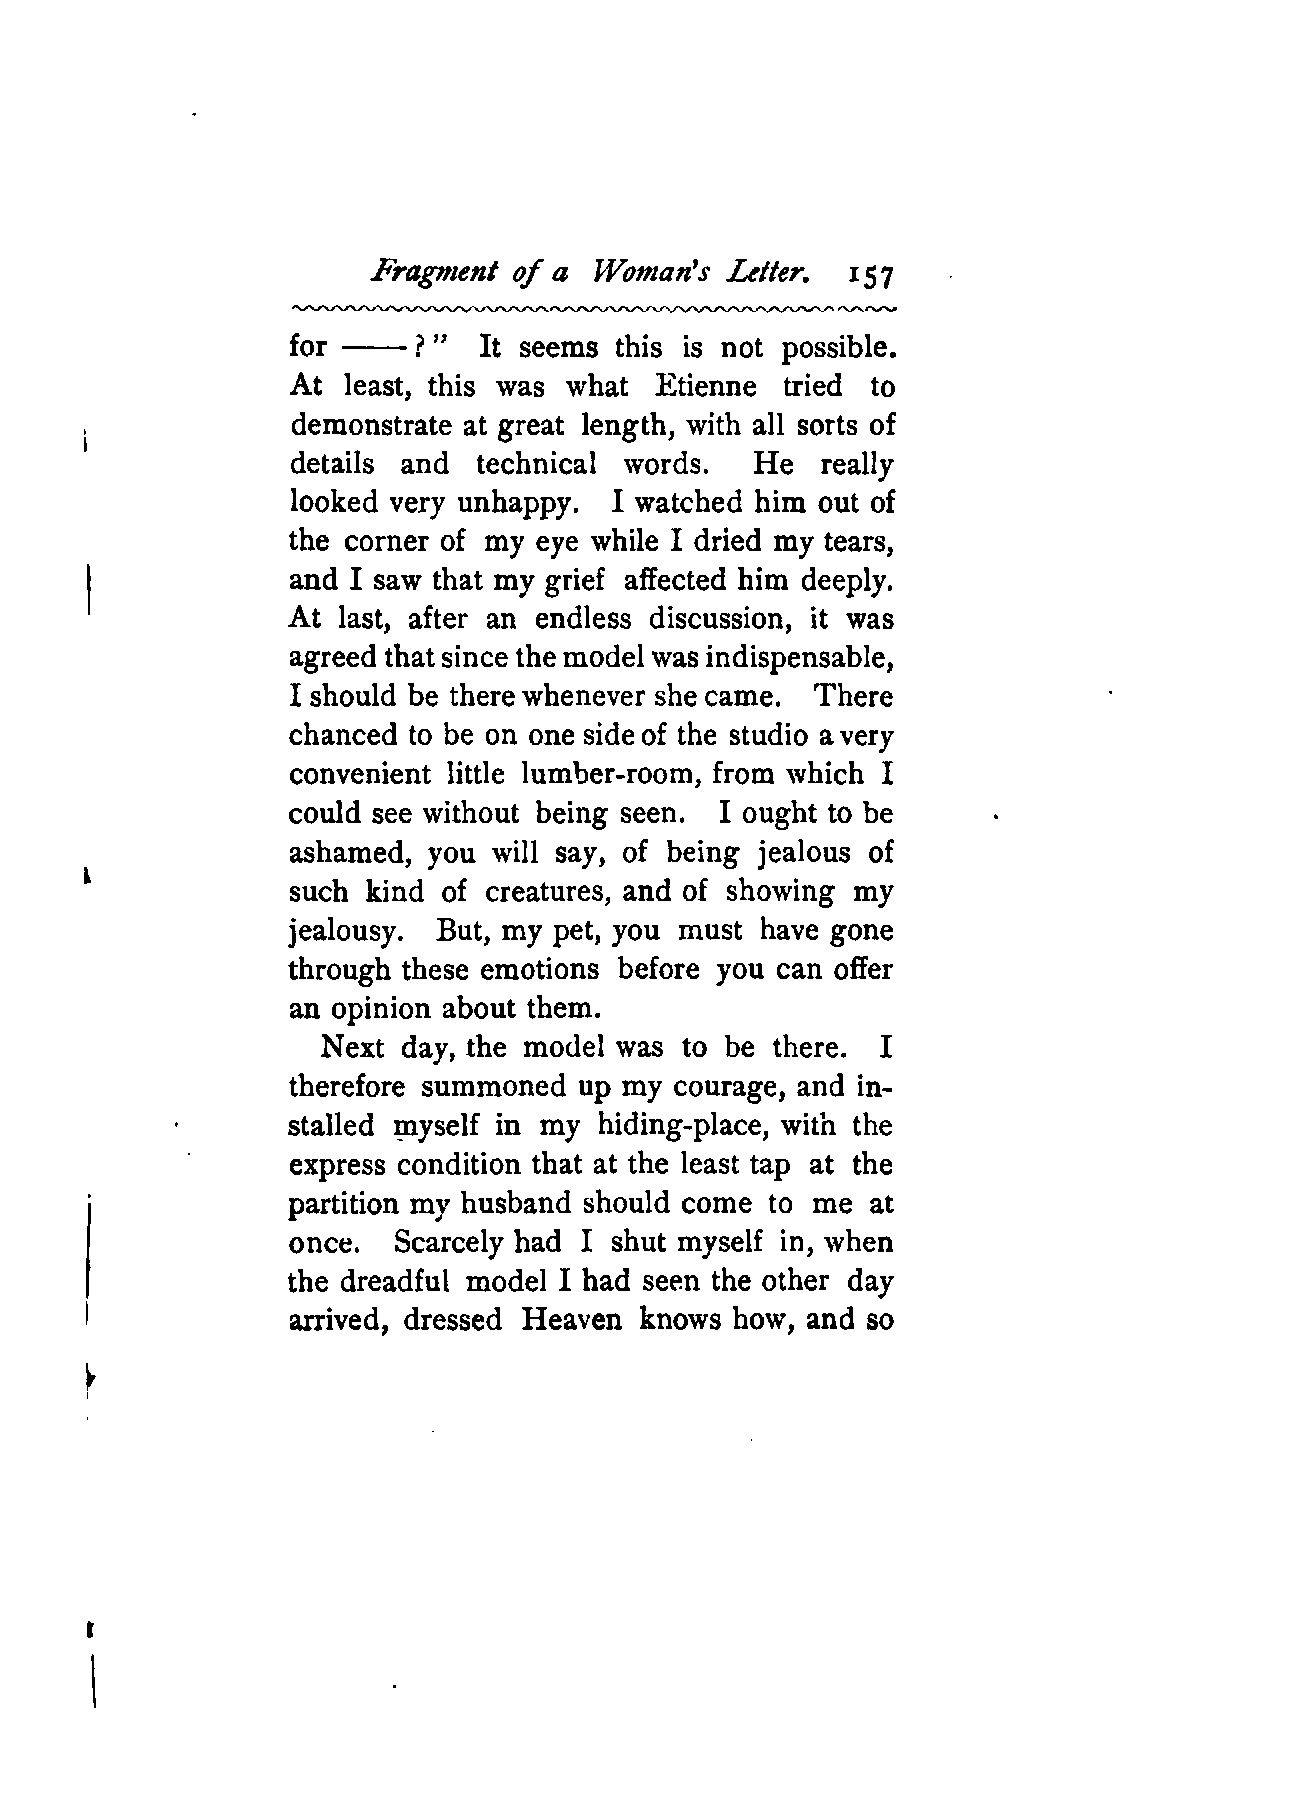 Fragment of a Woman's Letter. 157
for —— ? " It seems this is not possible.
At least, this was what Etienne tried to
demonstrate at great length, with all sorts of
details and technical words. He really
looked very unhappy. I watched him out of
the corner of my eye while I dried my tears,
and I saw that my grief affected him deeply.
At last, after an endless discussion, it was
agreed that since the model was indispensable,
I should be there whenever she came. There
chanced to be on one side of the studio a very
convenient little lumber-room, from which I
could see without being seen. I ought to be
ashamed, you will say, of being jealous of
such kind of creatures, and of showing my
jealousy. But, my pet, you must have gone
through these emotions before you can offer
an opinion about them.
Next day, the model was to be there. I
therefore summoned up my courage, and in-
stalled myself in my hiding-place, with the
express condition that at the least tap at the
partition my husband should come to me at
once. Scarcely had I shut myself in, when
the dreadful model I had seen the other day
arrived, dressed Heaven knows how, and so